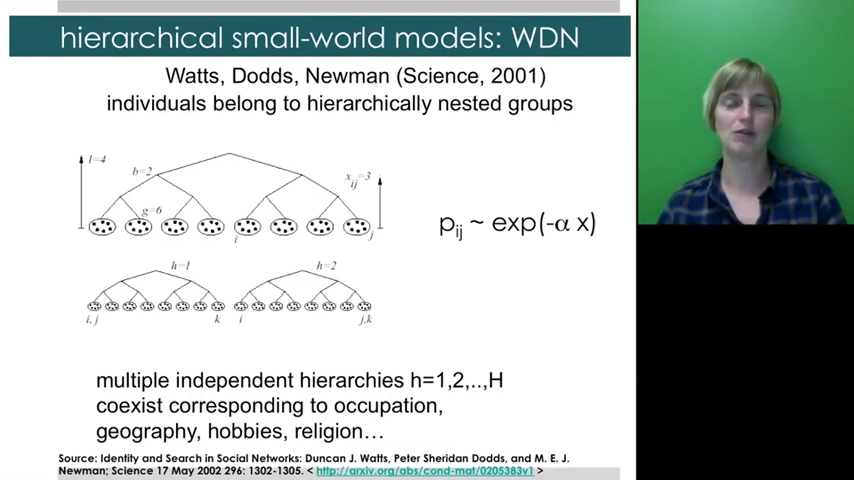 hierarchical small-world models: WDN
Watts, Dodds, Newman (Science, 2001)
individuals belong to hierarchically nested groups
l=4
b=2
x_ij=3
g=6
i
j
p_ij ~ exp(-α x)
h=1
h=2
i, j
k
i
j,k
multiple independent hierarchies h=1,2,..,H
coexist corresponding to occupation,
geography, hobbies, religion…
Source: Identity and Search in Social Networks: Duncan J. Watts, Peter Sheridan Dodds, and M. E. J.
Newman; Science 17 May 2002 296: 1302-1305. < http://arxiv.org/abs/cond-mat/0205383v1 >